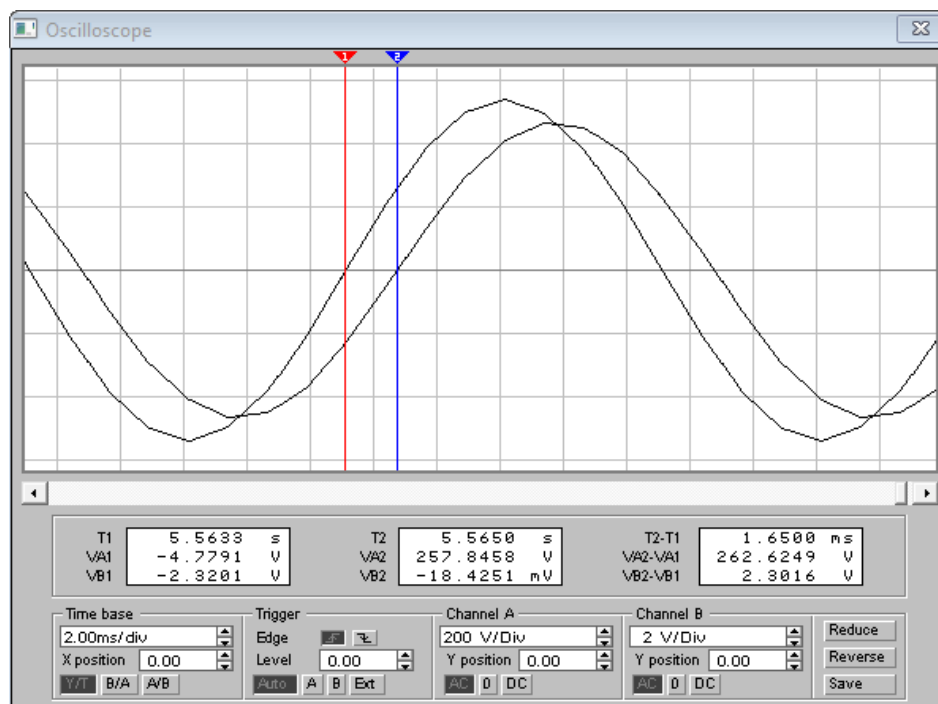 Oscilloscope
1 2
T1 5.5633 s
VA1 -4.7791 V
VB1 -2.3201 V
T2 5.5650 s
VA2 257.8458 V
VB2 -18.4251 mV
T2-T1 1.6500 ms
VA2-VA1 262.6249 V
VB2-VB1 2.3016 V
Time base
2.00ms/div
X position 0.00
Y/T B/A A/B
Trigger
Edge
Level 0.00
Auto A B Ext
Channel A
200 V/Div
Y position 0.00
AC 0 DC
Channel B
2 V/Div
Y position 0.00
AC 0 DC
Reduce
Reverse
Save